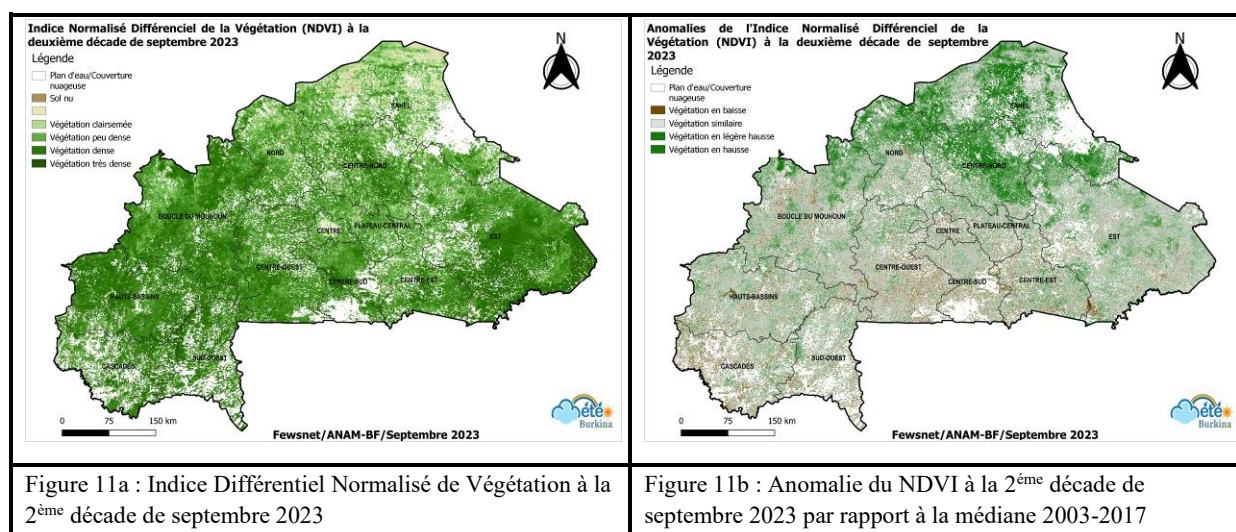 Indice Normalisé Différenciel de la Végétation (NDVI) à la
deuxième décade de septembre 2023
Légende
Plan d'eau/Couverture
nuageuse
Sol nu
Végétation clairsemée
Végétation peu dense
Végétation dense
Végétation très dense
N
SAHEL
NORD
CENTRE-NORD
BOUCLE DU MOUHOUN
PLATEAU-CENTRAL
CENTRE
EST
CENTRE-OUEST
CENTRE-SUD
CENTRE-EST
HAUTS-BASSINS
SUD-OUEST
CASCADES
0 75 150 km
Fewsnet/ANAM-BF/Septembre 2023
Météo
Burkina
Anomalies de l'Indice Normalisé Différenciel de la
Végétation (NDVI) à la deuxième décade de septembre
2023
Légende
Plan d'eau/Couverture
nuageuse
Végétation en baisse
Végétation similaire
Végétation en légère hausse
Végétation en hausse
N
SAHEL
NORD
CENTRE-NORD
BOUCLE DU MOUHOUN
CENTRE
PLATEAU-CENTRAL
EST
CENTRE-OUEST
CENTRE-SUD
CENTRE-EST
HAUTS-BASSINS
SUD-OUEST
CASCADES
0 75 150 km
Fewsnet/ANAM-BF/Septembre 2023
Météo
Burkina
Figure 11a : Indice Différentiel Normalisé de Végétation à la
2ème décade de septembre 2023
Figure 11b : Anomalie du NDVI à la 2éme décade de
septembre 2023 par rapport à la médiane 2003-2017